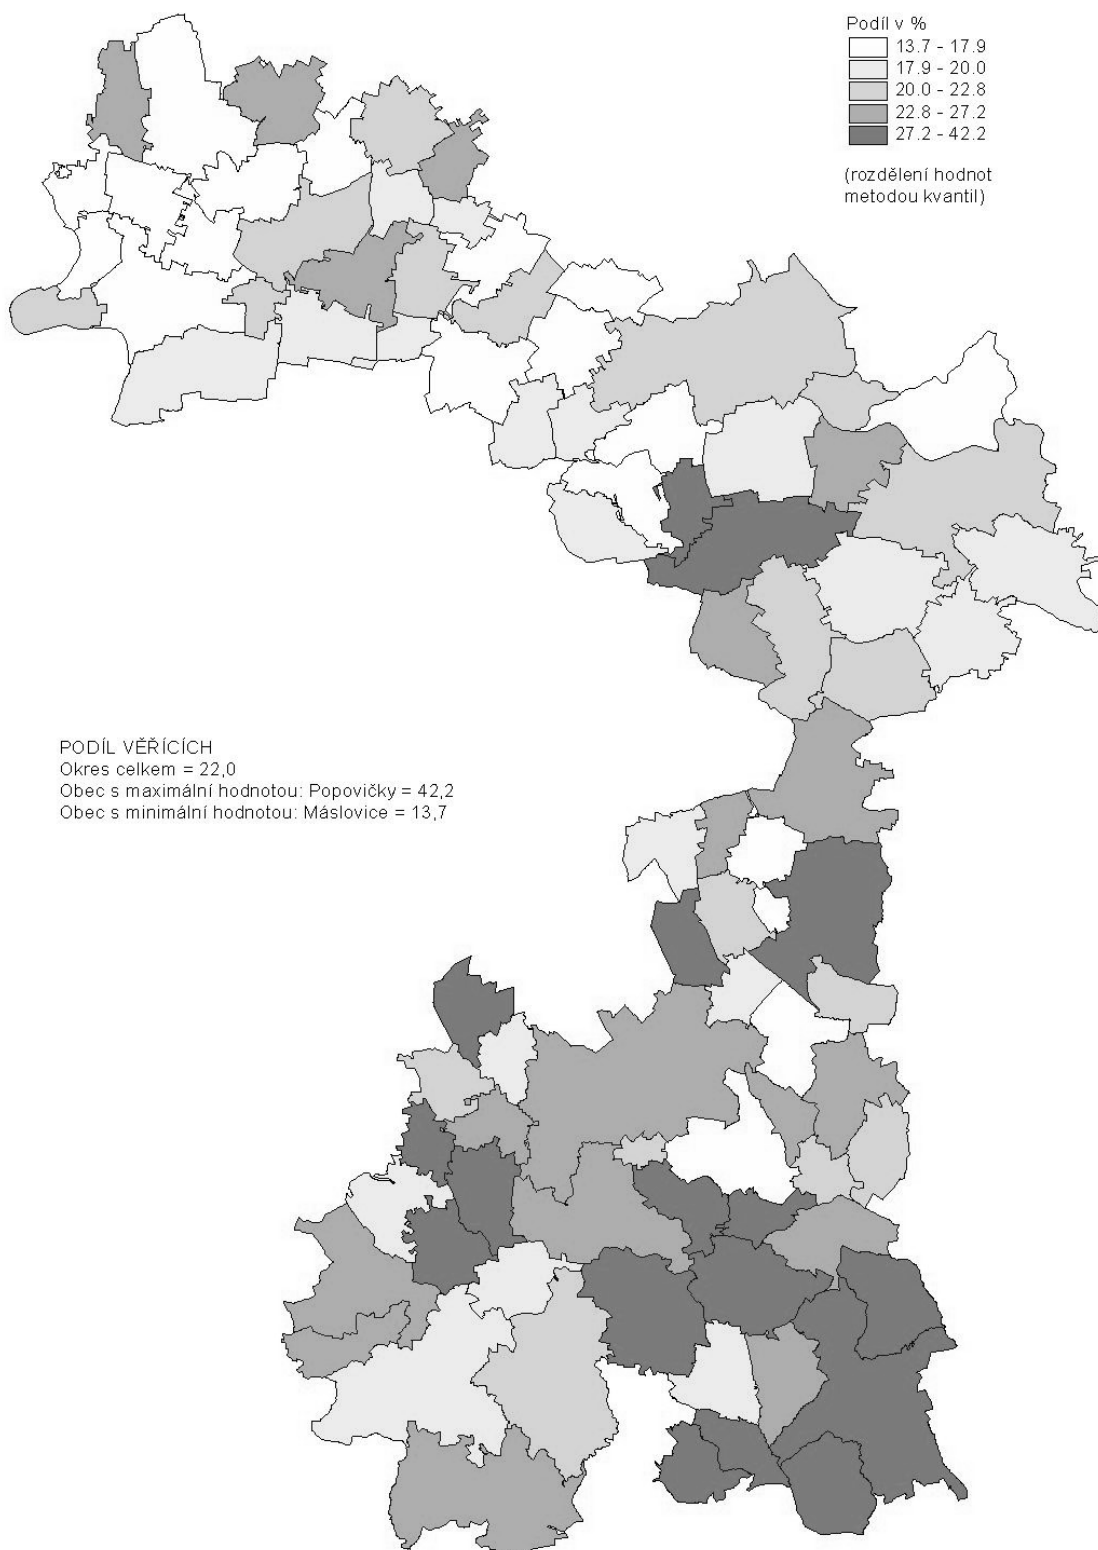 Podíl v %
13.7 - 17.9
17.9 - 20.0
20.0 - 22.8
22.8 - 27.2
27.2 - 42.2
(rozdělení hodnot
metodou kvantil)
PODÍL VĚŘÍCÍCH
Okres celkem = 22,0
Obec s maximální hodnotou: Popovičky = 42,2
Obec s minimální hodnotou: Máslovice = 13,7